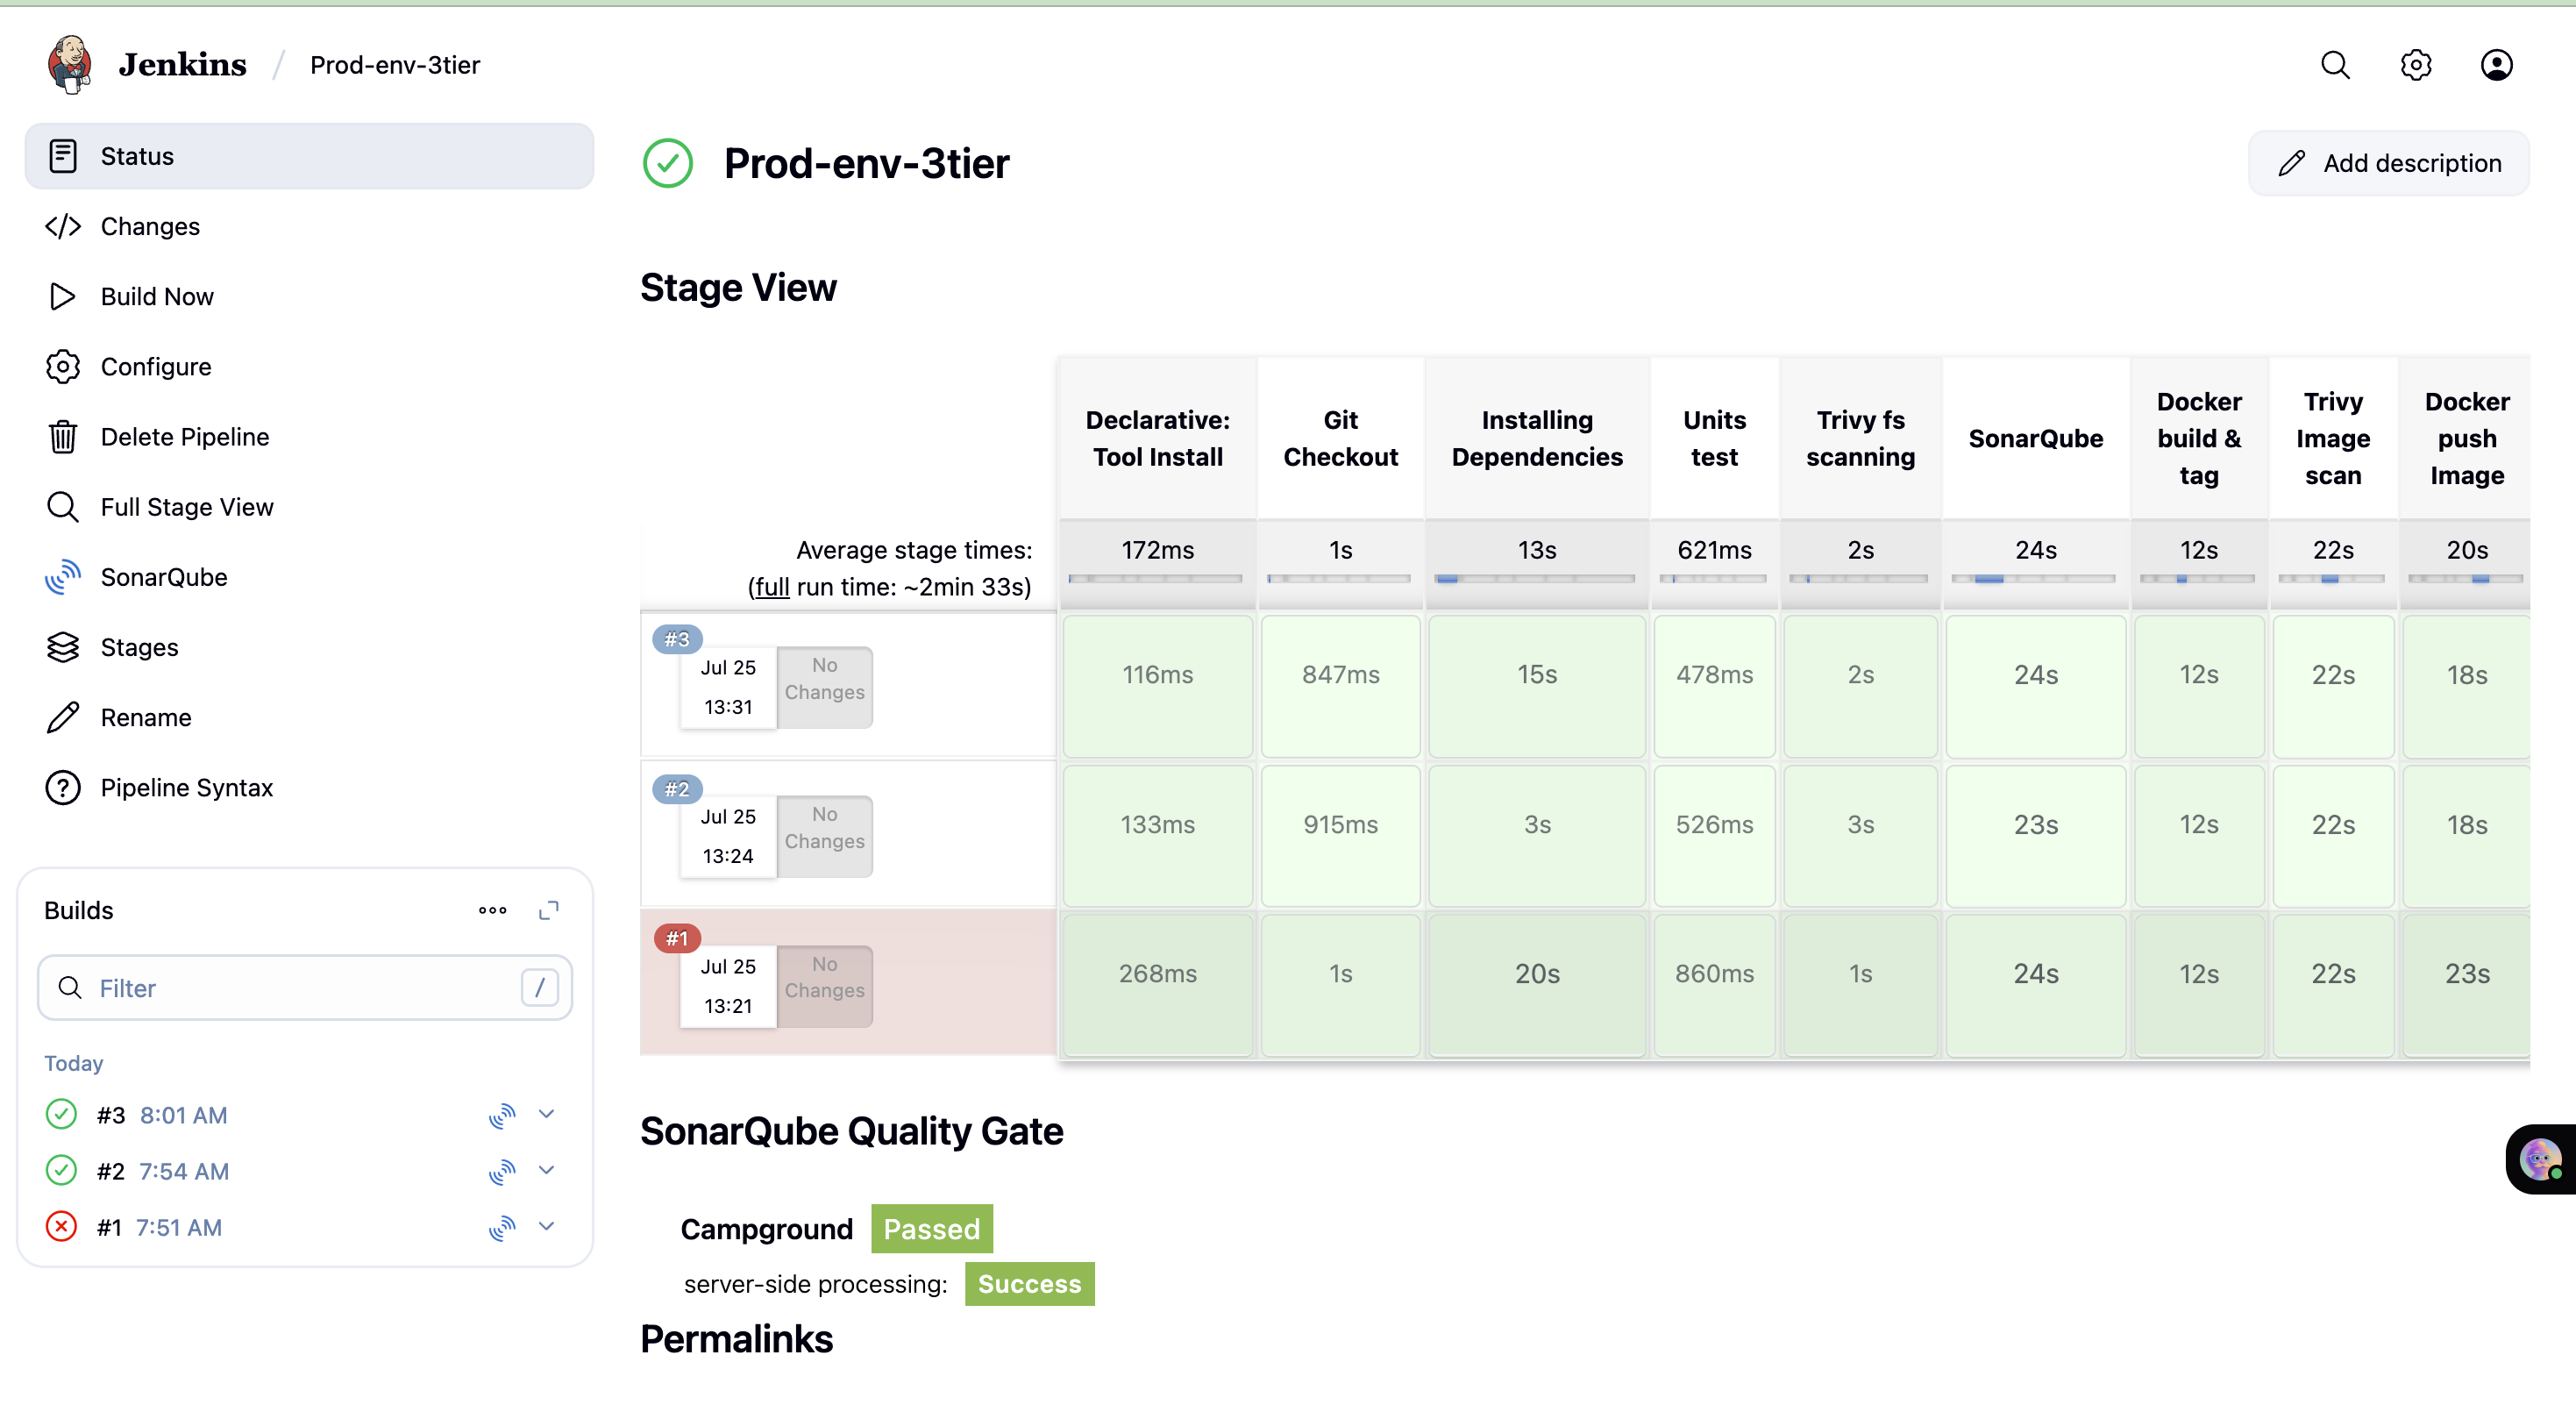 Jenkins / Prod-env-3tier
Status
Changes
Build Now
Configure
Delete Pipeline
Full Stage View
SonarQube
Stages
Rename
Pipeline Syntax
Builds
Filter /
Today
#3 8:01 AM
#2 7:54 AM
#1 7:51 AM
Prod-env-3tier
Add description
Stage View
Declarative:
Tool Install
Git
Checkout
Installing
Dependencies
Units
test
Trivy fs
scanning
SonarQube
Docker
build &
tag
Trivy
Image
scan
Docker
push
Image
Average stage times:
(full run time: ~2min 33s)
172ms 1s 13s 621ms 2s 24s 12s 22s 20s
#3
Jul 25
13:31
No
Changes
116ms 847ms 15s 478ms 2s 24s 12s 22s 18s
#2
Jul 25
13:24
No
Changes
133ms 915ms 3s 526ms 3s 23s 12s 22s 18s
#1
Jul 25
13:21
No
Changes
268ms 1s 20s 860ms 1s 24s 12s 22s 23s
SonarQube Quality Gate
Campground Passed
server-side processing: Success
Permalinks